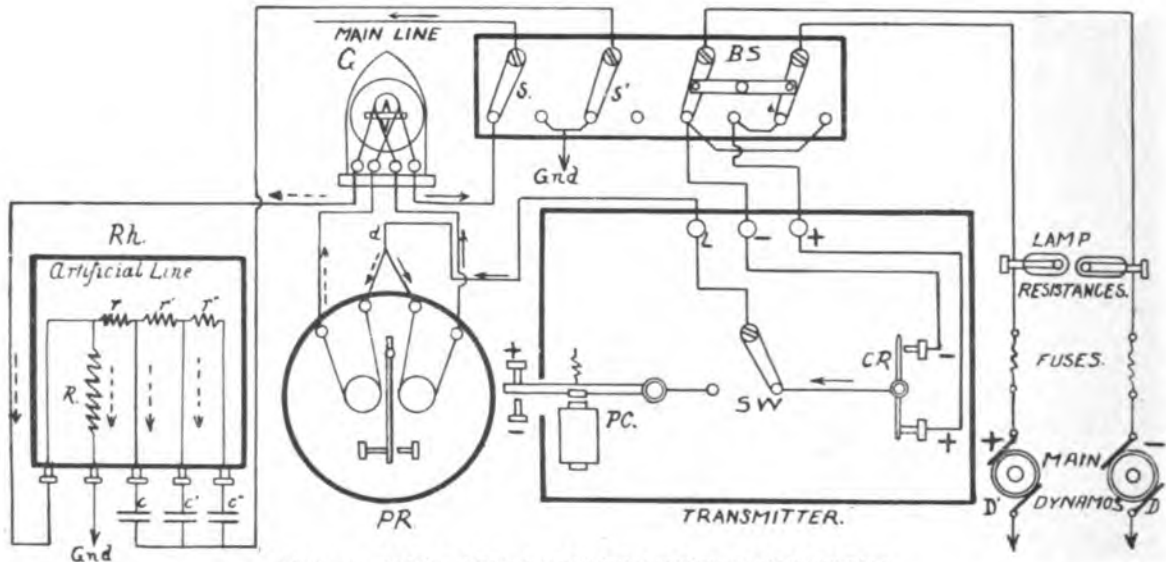 MAIN LINE
G
S.
S'
BS
Gnd
Rh.
Artificial Line
r r' r"
R.
c c' c"
Gnd
d
PR.
L - +
+
-
PC.
SW
CR
-
+
TRANSMITTER.
LAMP
RESISTANCES.
FUSES.
+ MAIN -
D' DYNAMOS D